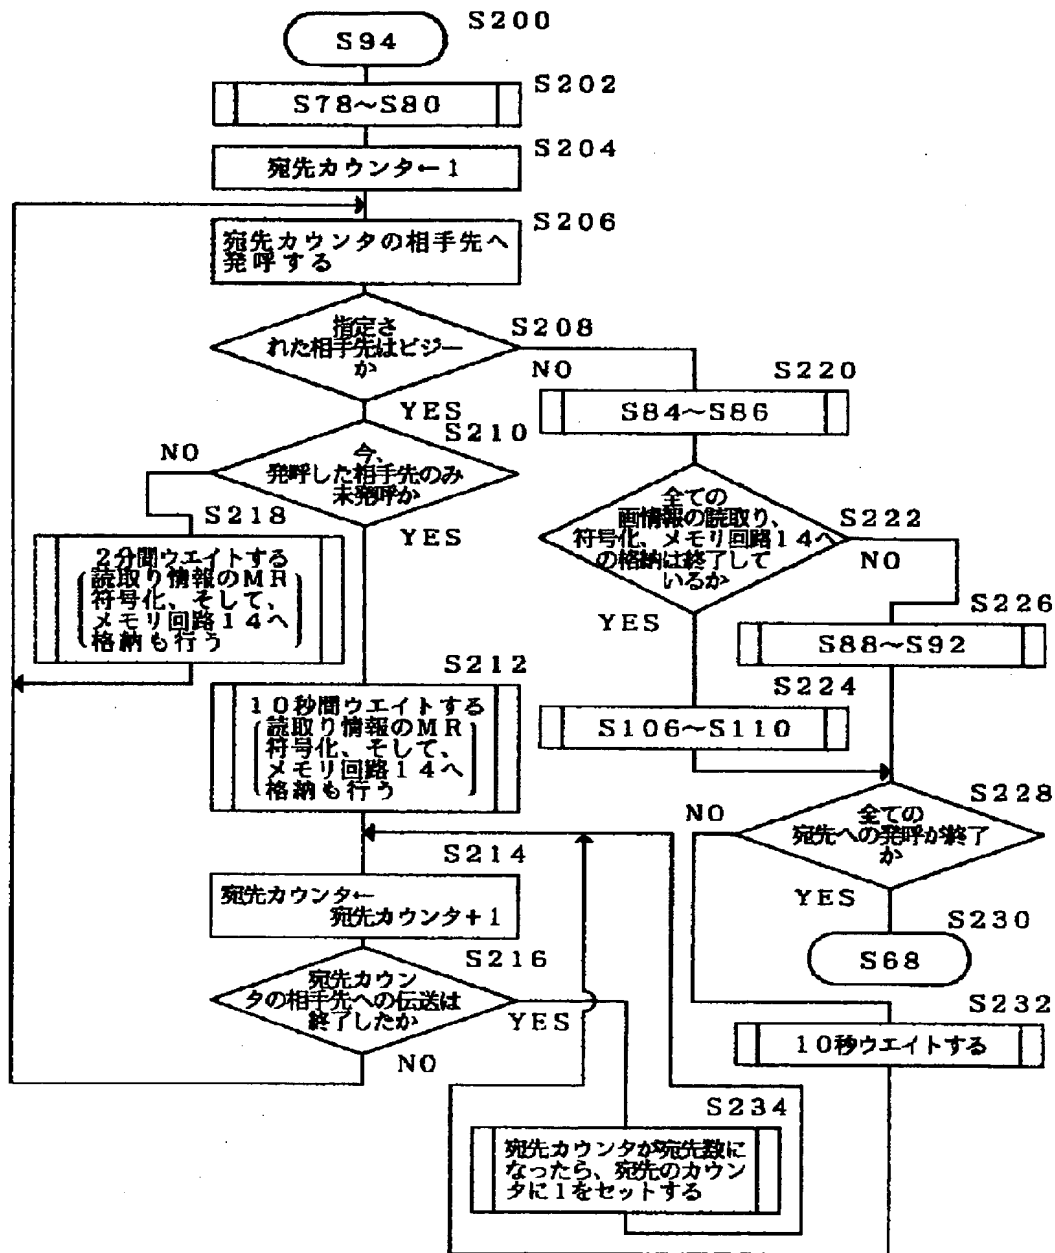 S200
S94
S202
S78～S80
S204
宛先カウンタ←1
S206
宛先カウンタの相手先へ
発呼する
S208
指定さ
れた相手先はビジー
か
NO
YES
S210
今、
発呼した相手先のみ
未発呼か
NO
YES
S218
2分間ウエイトする
読取り情報のMR
符号化、そして、
メモリ回路14へ
格納も行う
S212
10秒間ウエイトする
読取り情報のMR
符号化、そして、
メモリ回路14へ
格納も行う
S214
宛先カウンタ←
宛先カウンタ+1
S216
宛先カウン
タの相手先への伝送は
終了したか
YES
NO
S220
S84～S86
S222
全ての
画情報の読取り、
符号化、メモリ回路14へ
の格納は終了して
いるか
NO
YES
S226
S88～S92
S224
S106～S110
S228
全ての
宛先への発呼が終了
か
NO
YES
S230
S68
S232
10秒ウエイトする
S234
宛先カウンタが宛先数に
なったら、宛先のカウン
タに1をセットする